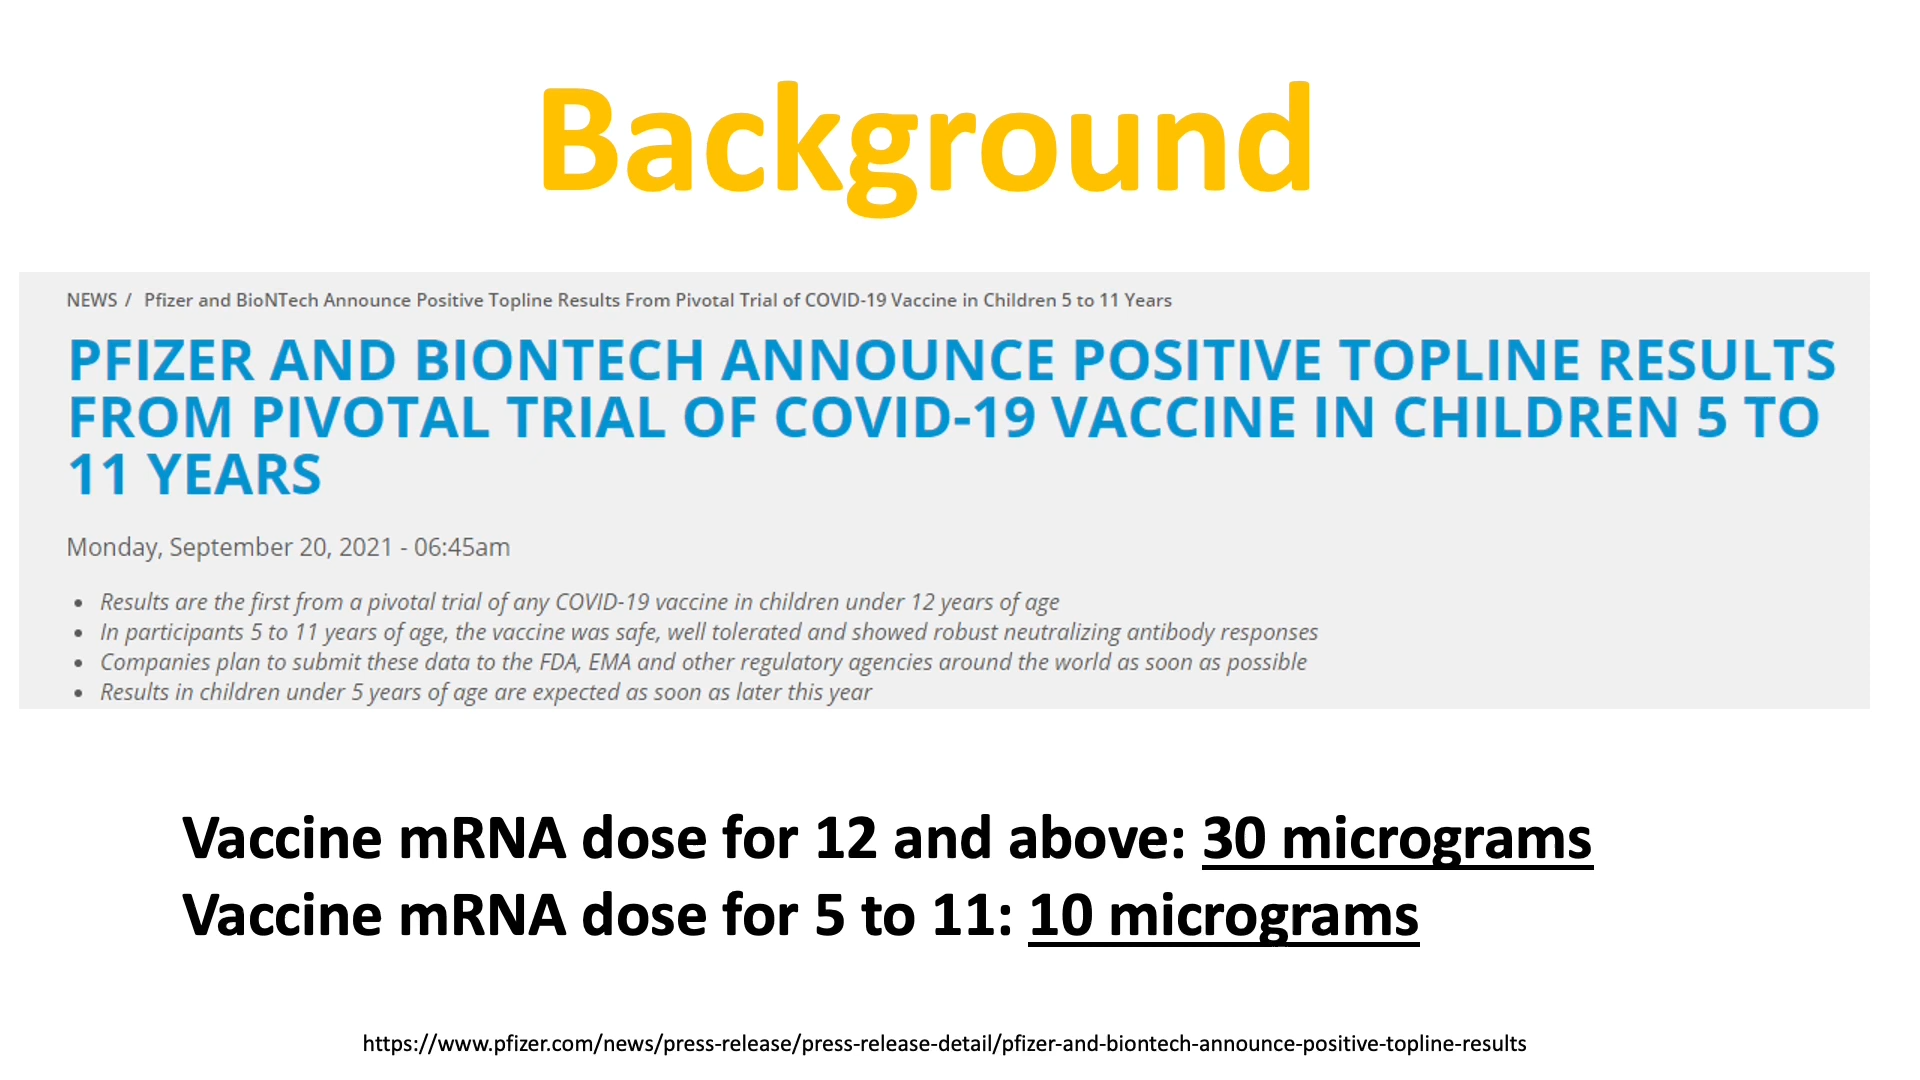 Background
NEWS / Pfizer and BioNTech Announce Positive Topline Results From Pivotal Trial of COVID-19 Vaccine in Children 5 to 11 Years
PFIZER AND BIONTECH ANNOUNCE POSITIVE TOPLINE RESULTS
FROM PIVOTAL TRIAL OF COVID-19 VACCINE IN CHILDREN 5 TO
11 YEARS
Monday, September 20, 2021 - 06:45am
• Results are the first from a pivotal trial of any COVID-19 vaccine in children under 12 years of age
• In participants 5 to 11 years of age, the vaccine was safe, well tolerated and showed robust neutralizing antibody responses
• Companies plan to submit these data to the FDA, EMA and other regulatory agencies around the world as soon as possible
• Results in children under 5 years of age are expected as soon as later this year
Vaccine mRNA dose for 12 and above: 30 micrograms
Vaccine mRNA dose for 5 to 11: 10 micrograms
https://www.pfizer.com/news/press-release/press-release-detail/pfizer-and-biontech-announce-positive-topline-results